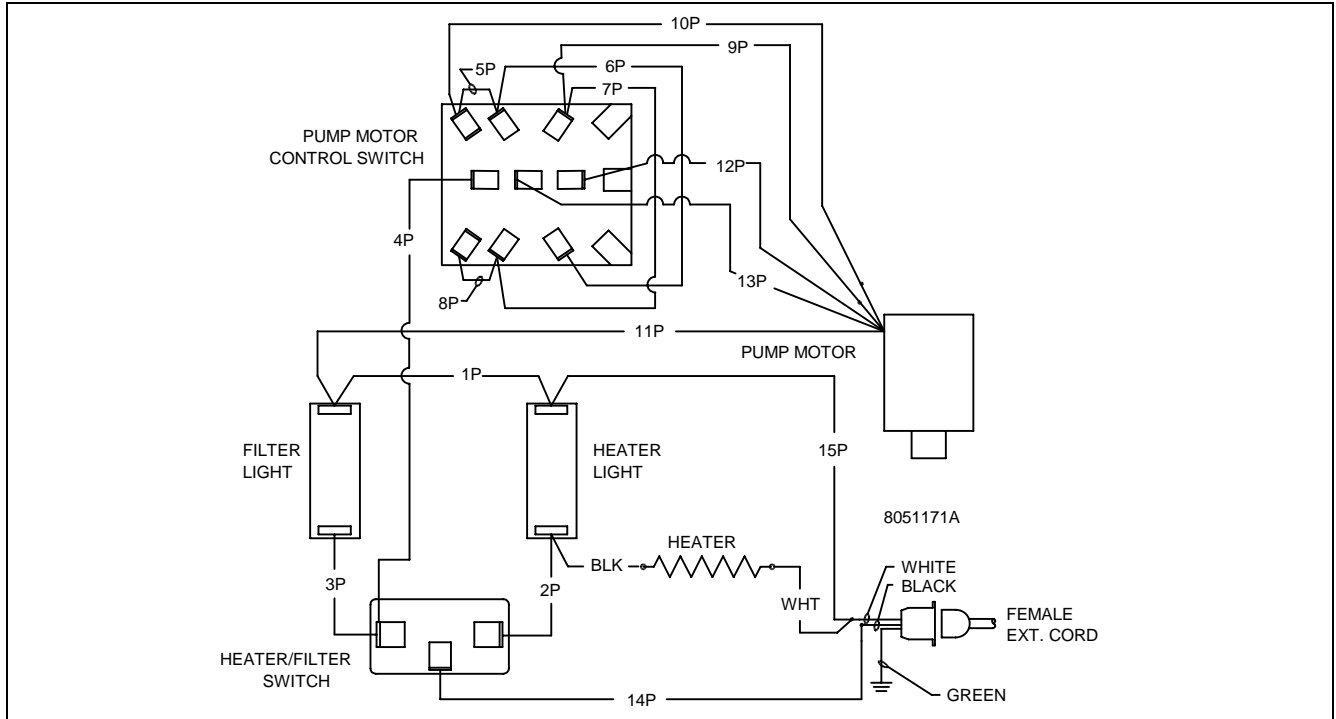 10P
9P
5P
6P
7P
PUMP MOTOR
CONTROL SWITCH
12P
4P
13P
8P
11P
PUMP MOTOR
1P
FILTER
LIGHT
HEATER
LIGHT
15P
8051171A
HEATER
BLK
WHITE
BLACK
3P
2P
WHT
FEMALE
EXT. CORD
HEATER/FILTER
SWITCH
14P
GREEN